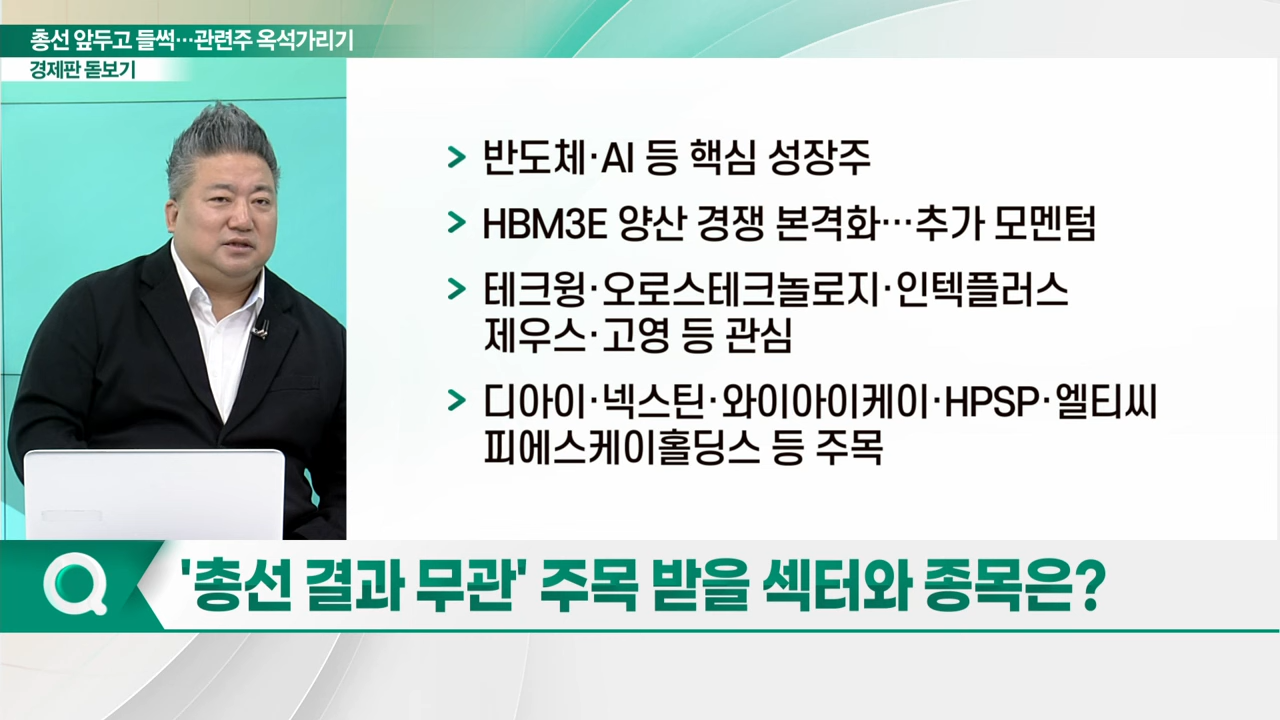 총선 앞두고 들썩…관련주 옥석가리기
경제판 돋보기
> 반도체·AI 등 핵심 성장주
> HBM3E 양산 경쟁 본격화…추가 모멘텀
> 테크윙·오로스테크놀로지·인텍플러스
제우스·고영 등 관심
> 디아이·넥스틴·와이아이케이·HPSP·엘티씨
피에스케이홀딩스 등 주목
'총선 결과 무관' 주목 받을 섹터와 종목은?